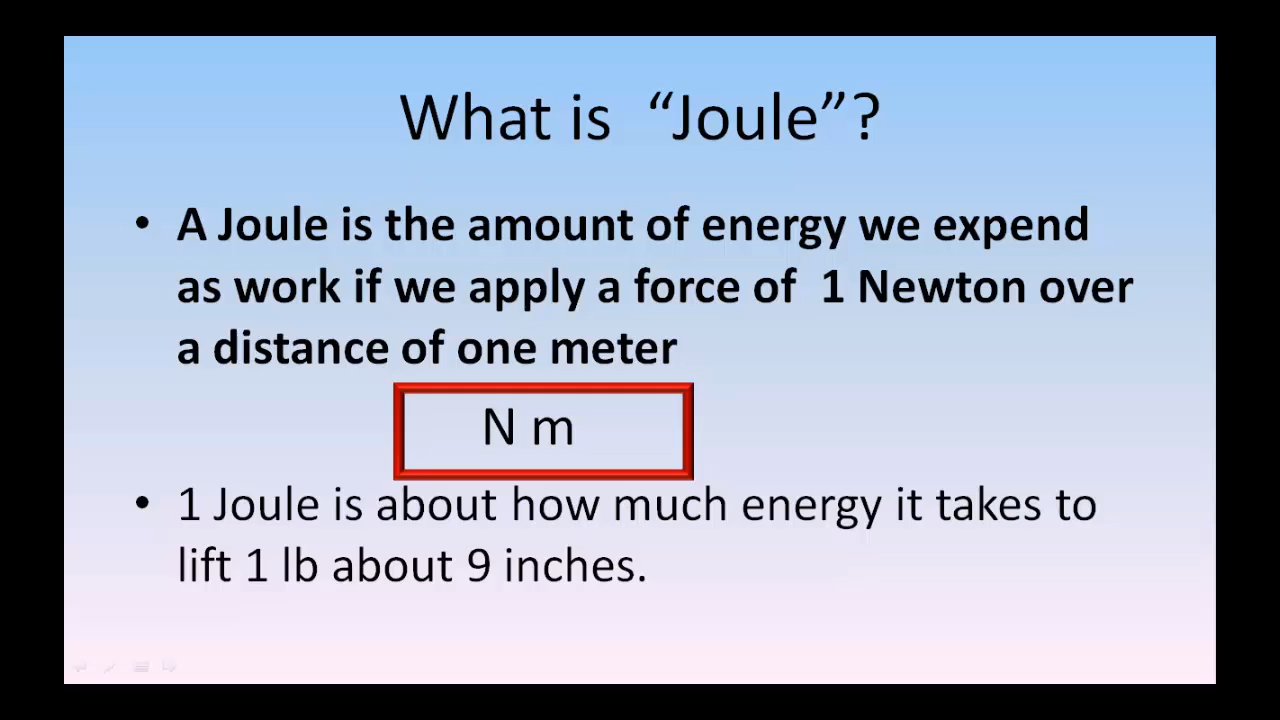 What is “Joule”?
• A Joule is the amount of energy we expend
as work if we apply a force of 1 Newton over
a distance of one meter
N m
• 1 Joule is about how much energy it takes to
lift 1 lb about 9 inches.